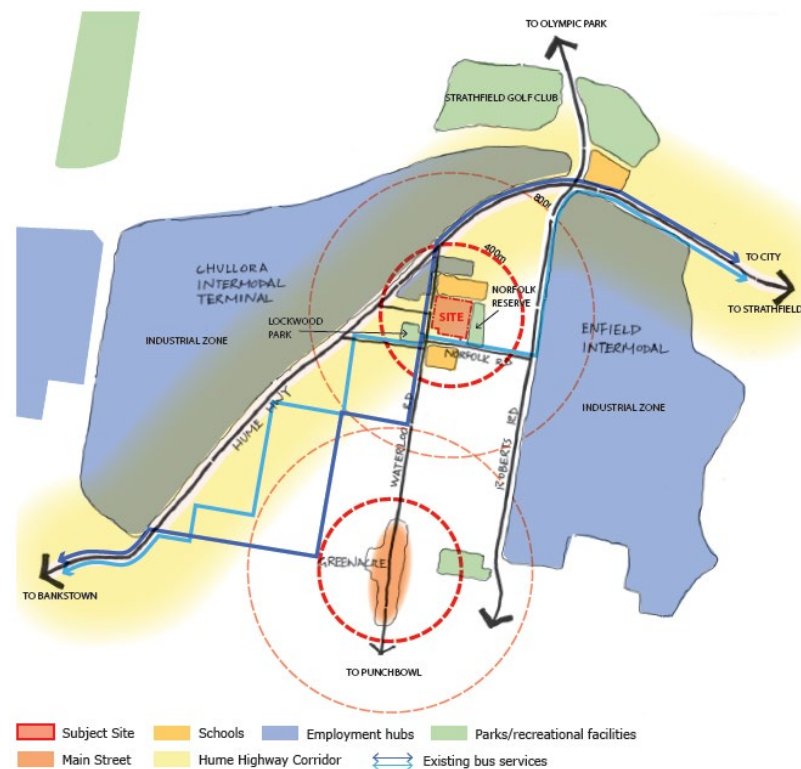 TO OLYMPIC PARK
STRATHFIELD GOLF CLUB
800m
TO CITY
TO STRATHFIELD
400m
CHULLORA
INTERMODAL
TERMINAL
NORFOLK
RESERVE
SITE
LOCKWOOD
PARK
INDUSTRIAL ZONE
ENFIELD
INTERMODAL
NORFOLK RD
INDUSTRIAL ZONE
HUME HWY
WATERLOO RD
ROBERTS RD
GREENACRE
TO BANKSTOWN
TO PUNCHBOWL
Subject Site
Schools
Employment hubs
Parks/recreational facilities
Main Street
Hume Highway Corridor
Existing bus services